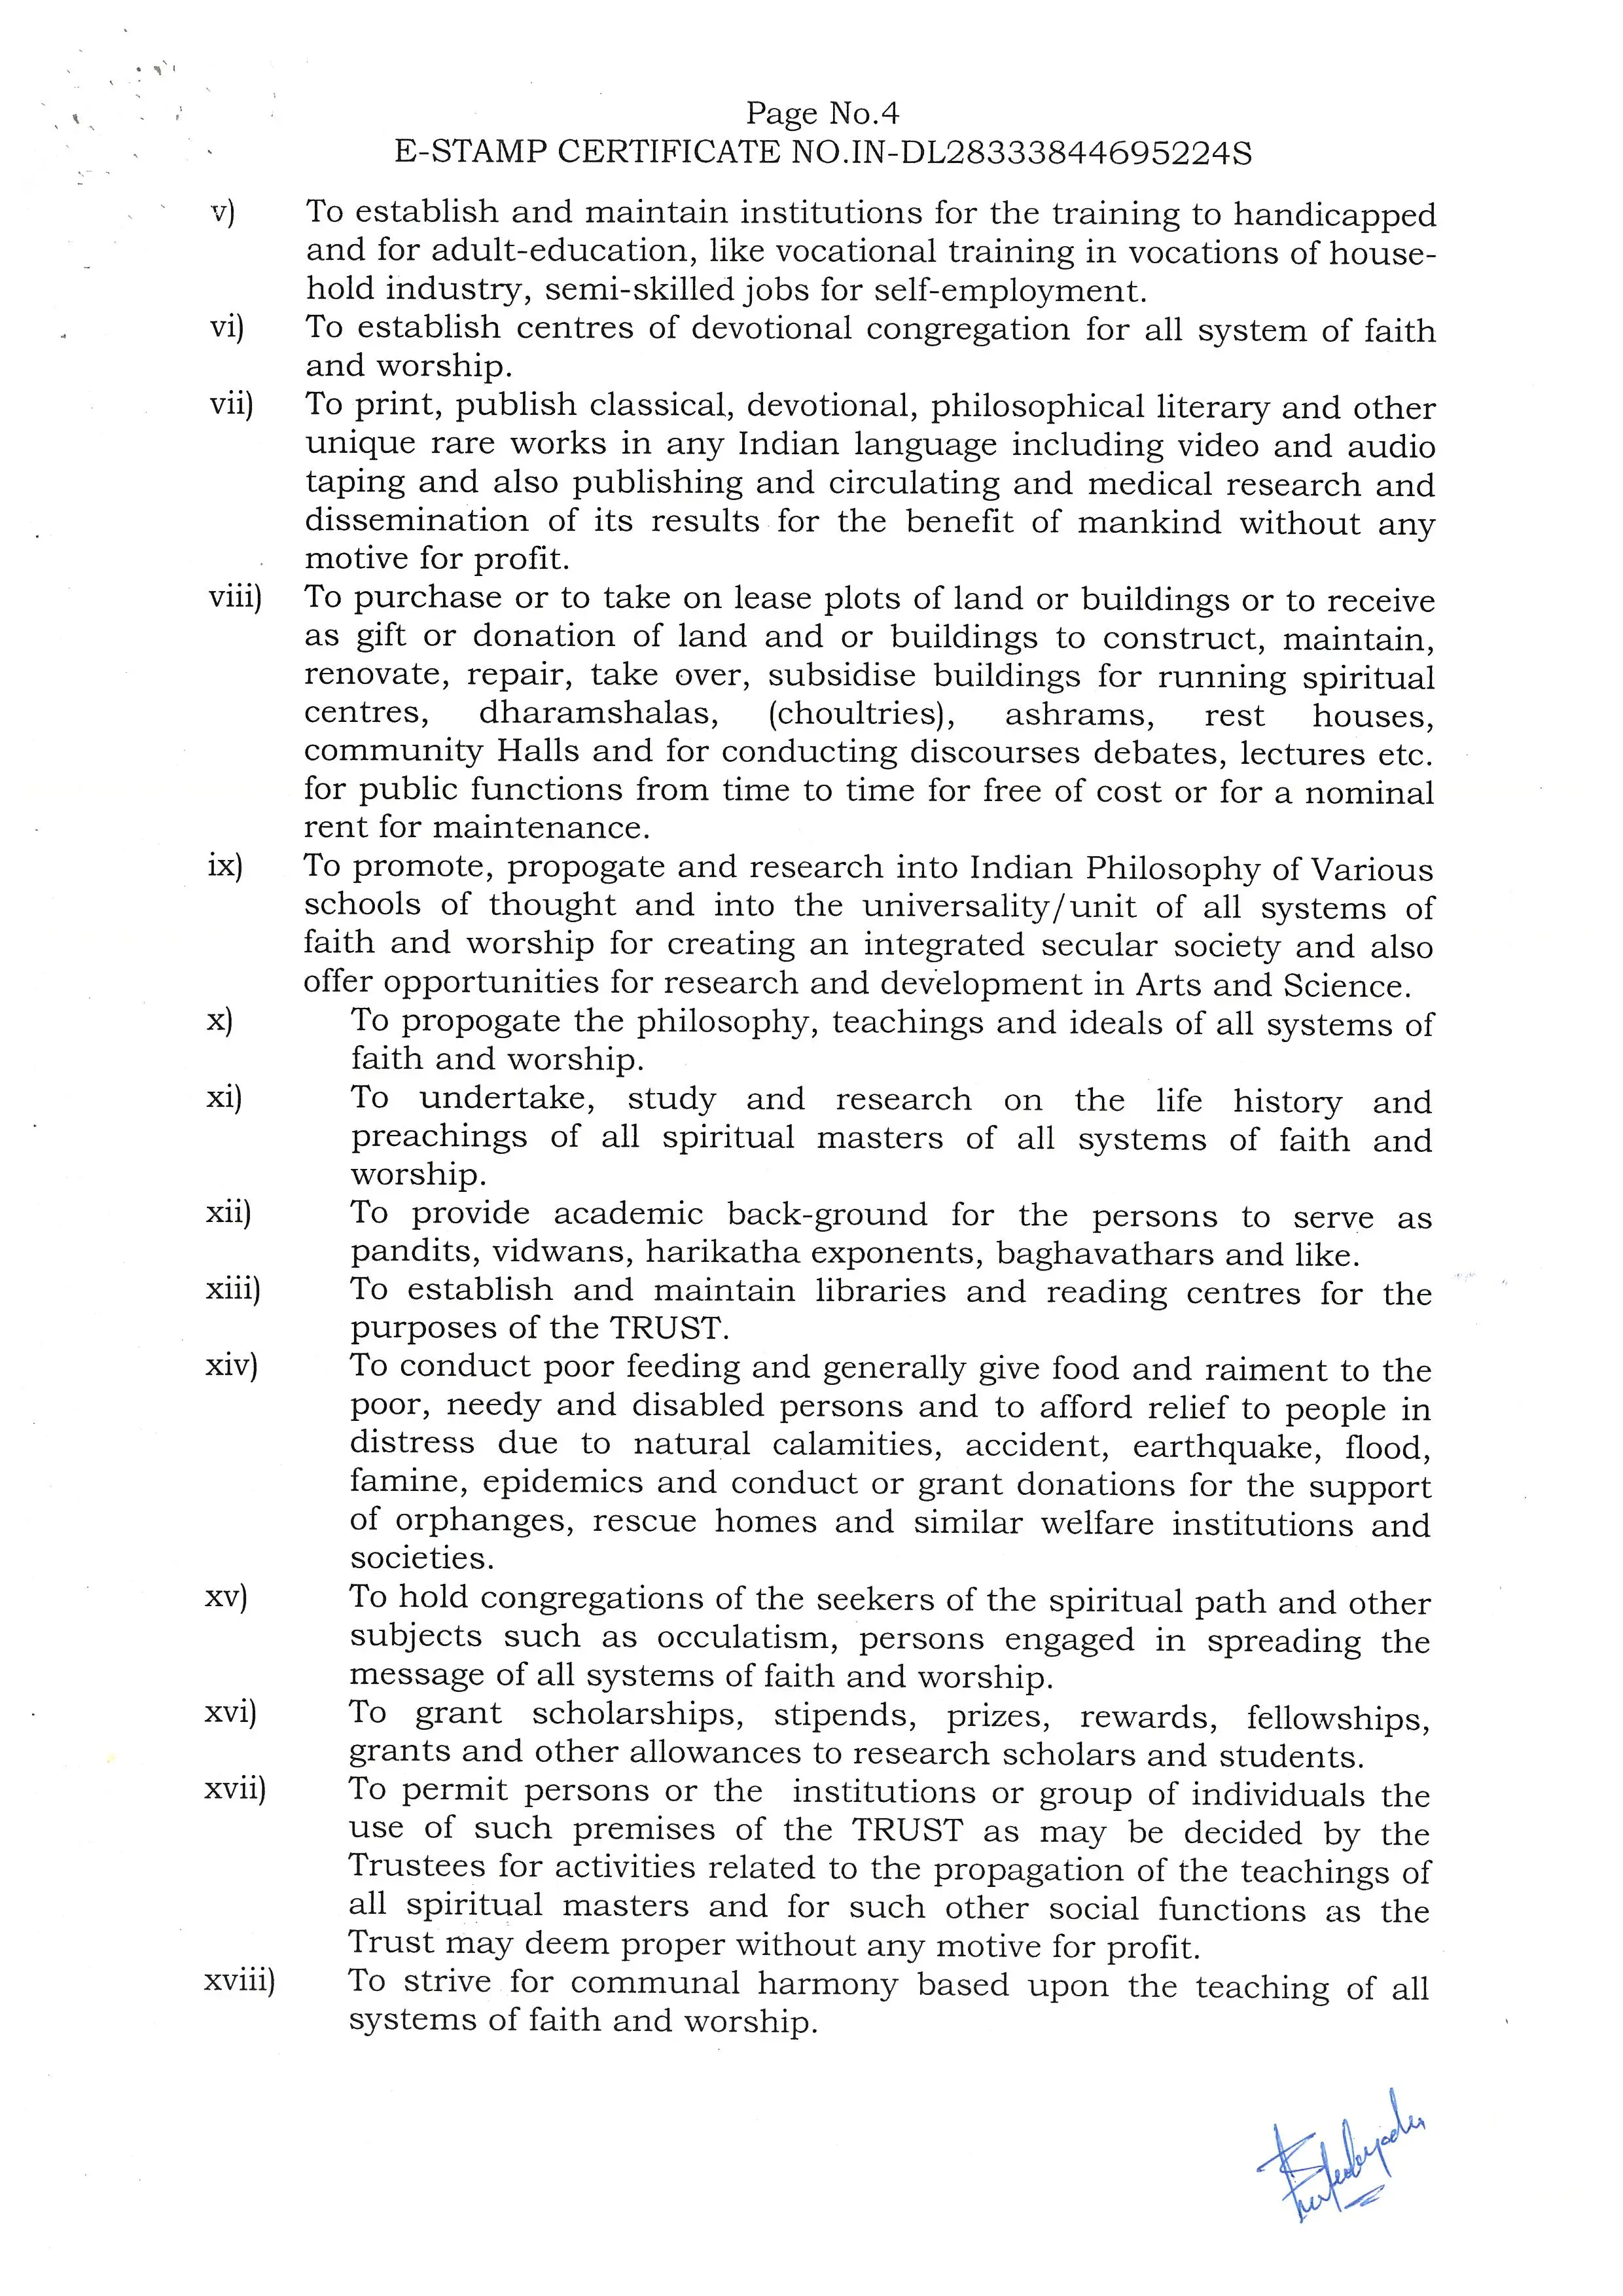 Page No.4
E-STAMP CERTIFICATE NO.IN-DL28333844695224S
v) To establish and maintain institutions for the training to handicapped
and for adult-education, like vocational training in vocations of house-
hold industry, semi-skilled jobs for self-employment.
vi) To establish centres of devotional congregation for all system of faith
and worship.
vii) To print, publish classical, devotional, philosophical literary and other
unique rare works in any Indian language including video and audio
taping and also publishing and circulating and medical research and
dissemination of its results for the benefit of mankind without any
motive for profit.
viii) To purchase or to take on lease plots of land or buildings or to receive
as gift or donation of land and or buildings to construct, maintain,
renovate, repair, take over, subsidise buildings for running spiritual
centres, dharamshalas, (choultries), ashrams, rest houses,
community Halls and for conducting discourses debates, lectures etc.
for public functions from time to time for free of cost or for a nominal
rent for maintenance.
ix) To promote, propogate and research into Indian Philosophy of Various
schools of thought and into the universality/unit of all systems of
faith and worship for creating an integrated secular society and also
offer opportunities for research and development in Arts and Science.
x) To propogate the philosophy, teachings and ideals of all systems of
faith and worship.
xi) To undertake, study and research on the life history and
preachings of all spiritual masters of all systems of faith and
worship.
xii) To provide academic back-ground for the persons to serve as
pandits, vidwans, harikatha exponents, baghavathars and like.
xiii) To establish and maintain libraries and reading centres for the
purposes of the TRUST.
xiv) To conduct poor feeding and generally give food and raiment to the
poor, needy and disabled persons and to afford relief to people in
distress due to natural calamities, accident, earthquake, flood,
famine, epidemics and conduct or grant donations for the support
of orphanges, rescue homes and similar welfare institutions and
societies.
xv) To hold congregations of the seekers of the spiritual path and other
subjects such as occulatism, persons engaged in spreading the
message of all systems of faith and worship.
xvi) To grant scholarships, stipends, prizes, rewards, fellowships,
grants and other allowances to research scholars and students.
xvii) To permit persons or the institutions or group of individuals the
use of such premises of the TRUST as may be decided by the
Trustees for activities related to the propagation of the teachings of
all spiritual masters and for such other social functions as the
Trust may deem proper without any motive for profit.
xviii) To strive for communal harmony based upon the teaching of all
systems of faith and worship.